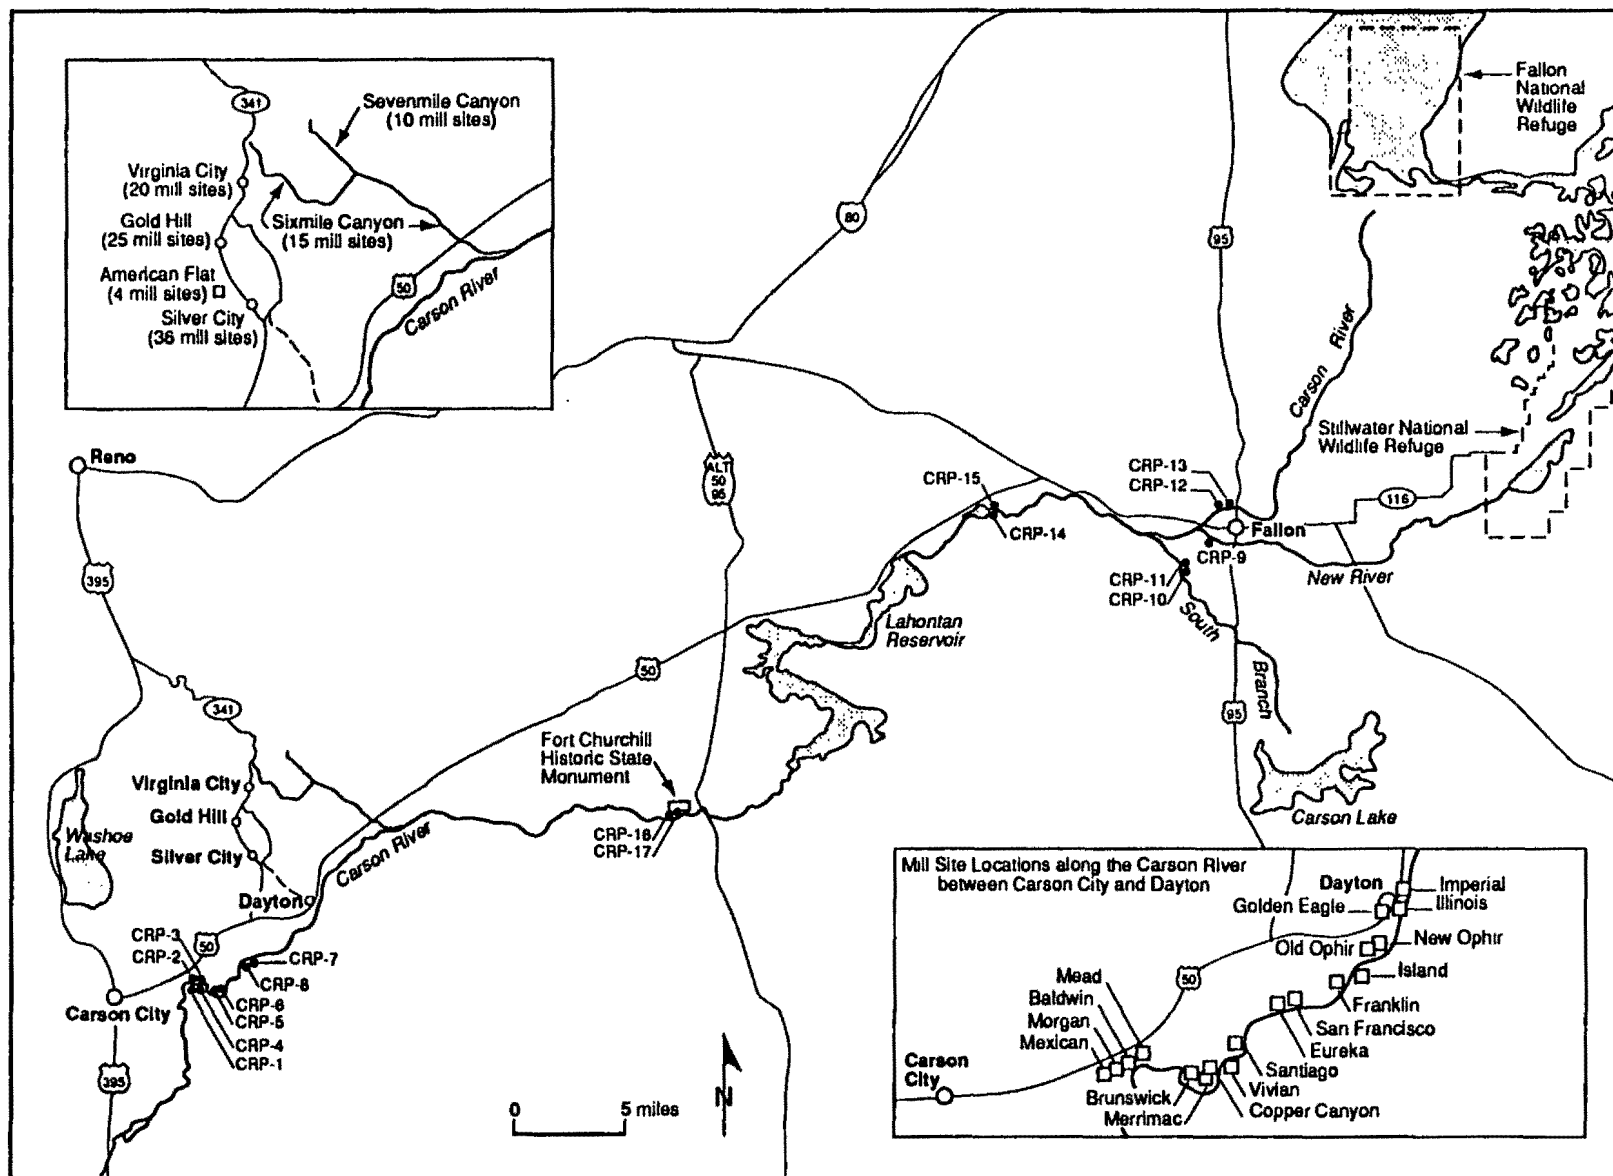 341
Sevenmile Canyon
(10 mill sites)
Virginia City
(20 mill sites)
Gold Hill
(25 mill sites)
Sixmile Canyon
(15 mill sites)
American Flat
(4 mill sites)
Silver City
(36 mill sites)
50
Carson River
Fallon
National
Wildlife
Refuge
80
95
Carson River
Stillwater National
Wildlife Refuge
Reno
ALT
50
95
CRP-15
CRP-14
CRP-13
CRP-12
116
Fallon
CRP-9
CRP-11
CRP-10
New River
395
South Branch
Lahontan
Reservoir
50
341
95
Fort Churchill
Historic State
Monument
Virginia City
Gold Hill
Washoe
Lake
Silver City
Carson River
CRP-16
CRP-17
Carson Lake
Dayton
CRP-3
50
CRP-2
CRP-7
CRP-8
Carson City
CRP-6
CRP-5
CRP-4
CRP-1
395
N
0 5 miles
Mill Site Locations along the Carson River
between Carson City and Dayton
Dayton
Imperial
Golden Eagle
Illinois
Old Ophir
New Ophir
Island
50
Mead
Baldwin
Franklin
Morgan
San Francisco
Mexican
Eureka
Carson
City
Santiago
Brunswick
Vivian
Merrimac
Copper Canyon